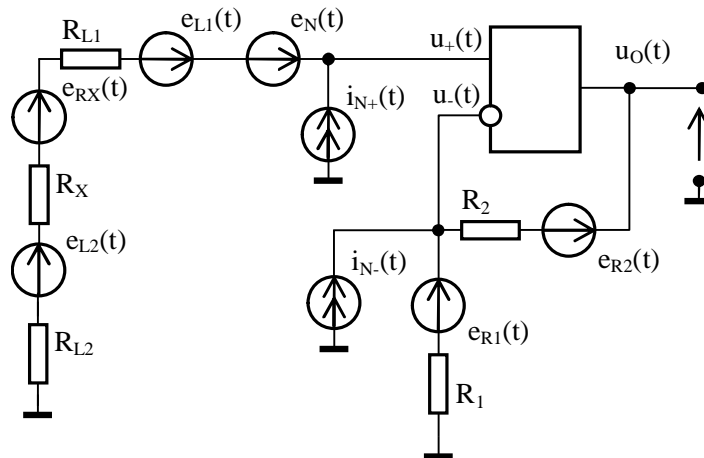 R_L1
e_L1(t)
e_N(t)
u_+(t)
u_O(t)
e_RX(t)
i_N+(t)
u_-(t)
R_X
R_2
e_L2(t)
i_N-(t)
e_R2(t)
e_R1(t)
R_L2
R_1